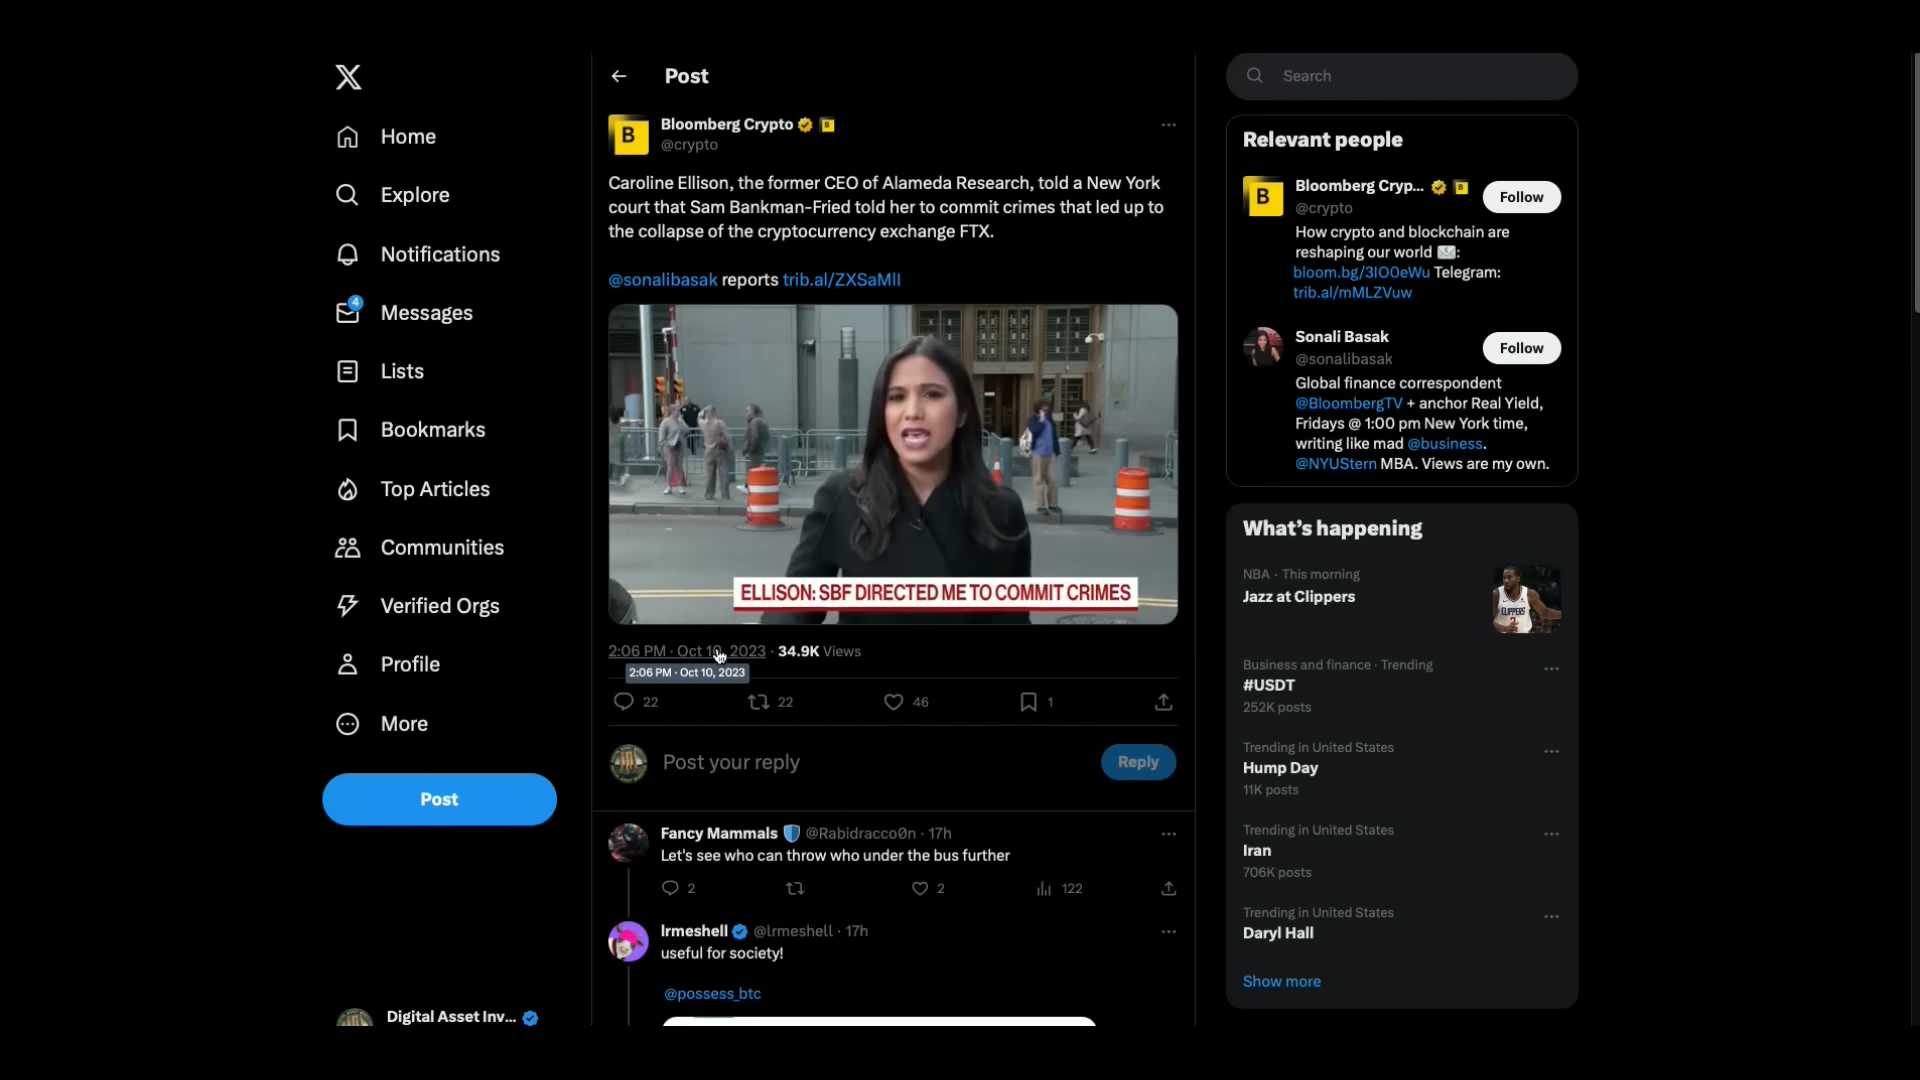 Home
Explore
Notifications
4
Messages
Lists
Bookmarks
Top Articles
Communities
Verified Orgs
Profile
More
Post
Digital Asset Inv...
Post
B
Bloomberg Crypto
@crypto
Caroline Ellison, the former CEO of Alameda Research, told a New York
court that Sam Bankman-Fried told her to commit crimes that led up to
the collapse of the cryptocurrency exchange FTX.
@sonalibasak reports trib.al/ZXSaMlI
ELLISON: SBF DIRECTED ME TO COMMIT CRIMES
2:06 PM · Oct 10, 2023 · 34.9K Views
2:06 PM · Oct 10, 2023
22 22 46 1
Post your reply
Reply
Fancy Mammals @Rabidracco0n · 17h
Let's see who can throw who under the bus further
2 2 122
lrmeshell @lrmeshell · 17h
useful for society!
@possess_btc
Search
Relevant people
B
Bloomberg Cryp...
@crypto
Follow
How crypto and blockchain are
reshaping our world :
bloom.bg/3IO0eWu Telegram:
trib.al/mMLZVuw
Sonali Basak
@sonalibasak
Follow
Global finance correspondent
@BloombergTV + anchor Real Yield,
Fridays @ 1:00 pm New York time,
writing like mad @business.
@NYUStern MBA. Views are my own.
What's happening
NBA · This morning
Jazz at Clippers
CLIPPERS
2
Business and finance · Trending
#USDT
252K posts
Trending in United States
Hump Day
11K posts
Trending in United States
Iran
706K posts
Trending in United States
Daryl Hall
Show more